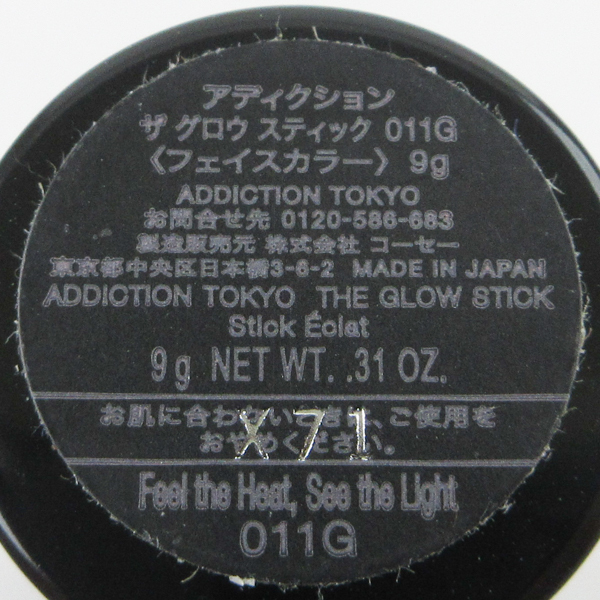 アディクション
ザ グロウ スティック 011G
〈フェイスカラー〉 9g
ADDICTION TOKYO
お問合せ先 0120-586-683
製造販売元 株式会社 コーセー
東京都中央区日本橋3-6-2 MADE IN JAPAN
ADDICTION TOKYO THE GLOW STICK
Stick Éclat
9g NET WT. .31 OZ.
お肌に合わないときは、ご使用を
おやめください。
X71
Feel the Heat, See the Light
011G